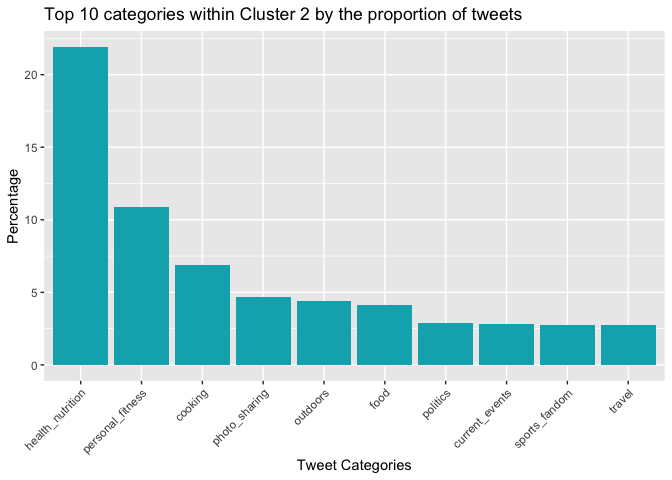 Top 10 categories within Cluster 2 by the proportion of tweets
Percentage
20
15
10
5
0
health_nutrition
personal_fitness
cooking
photo_sharing
outdoors
food
politics
current_events
sports_fandom
travel
Tweet Categories